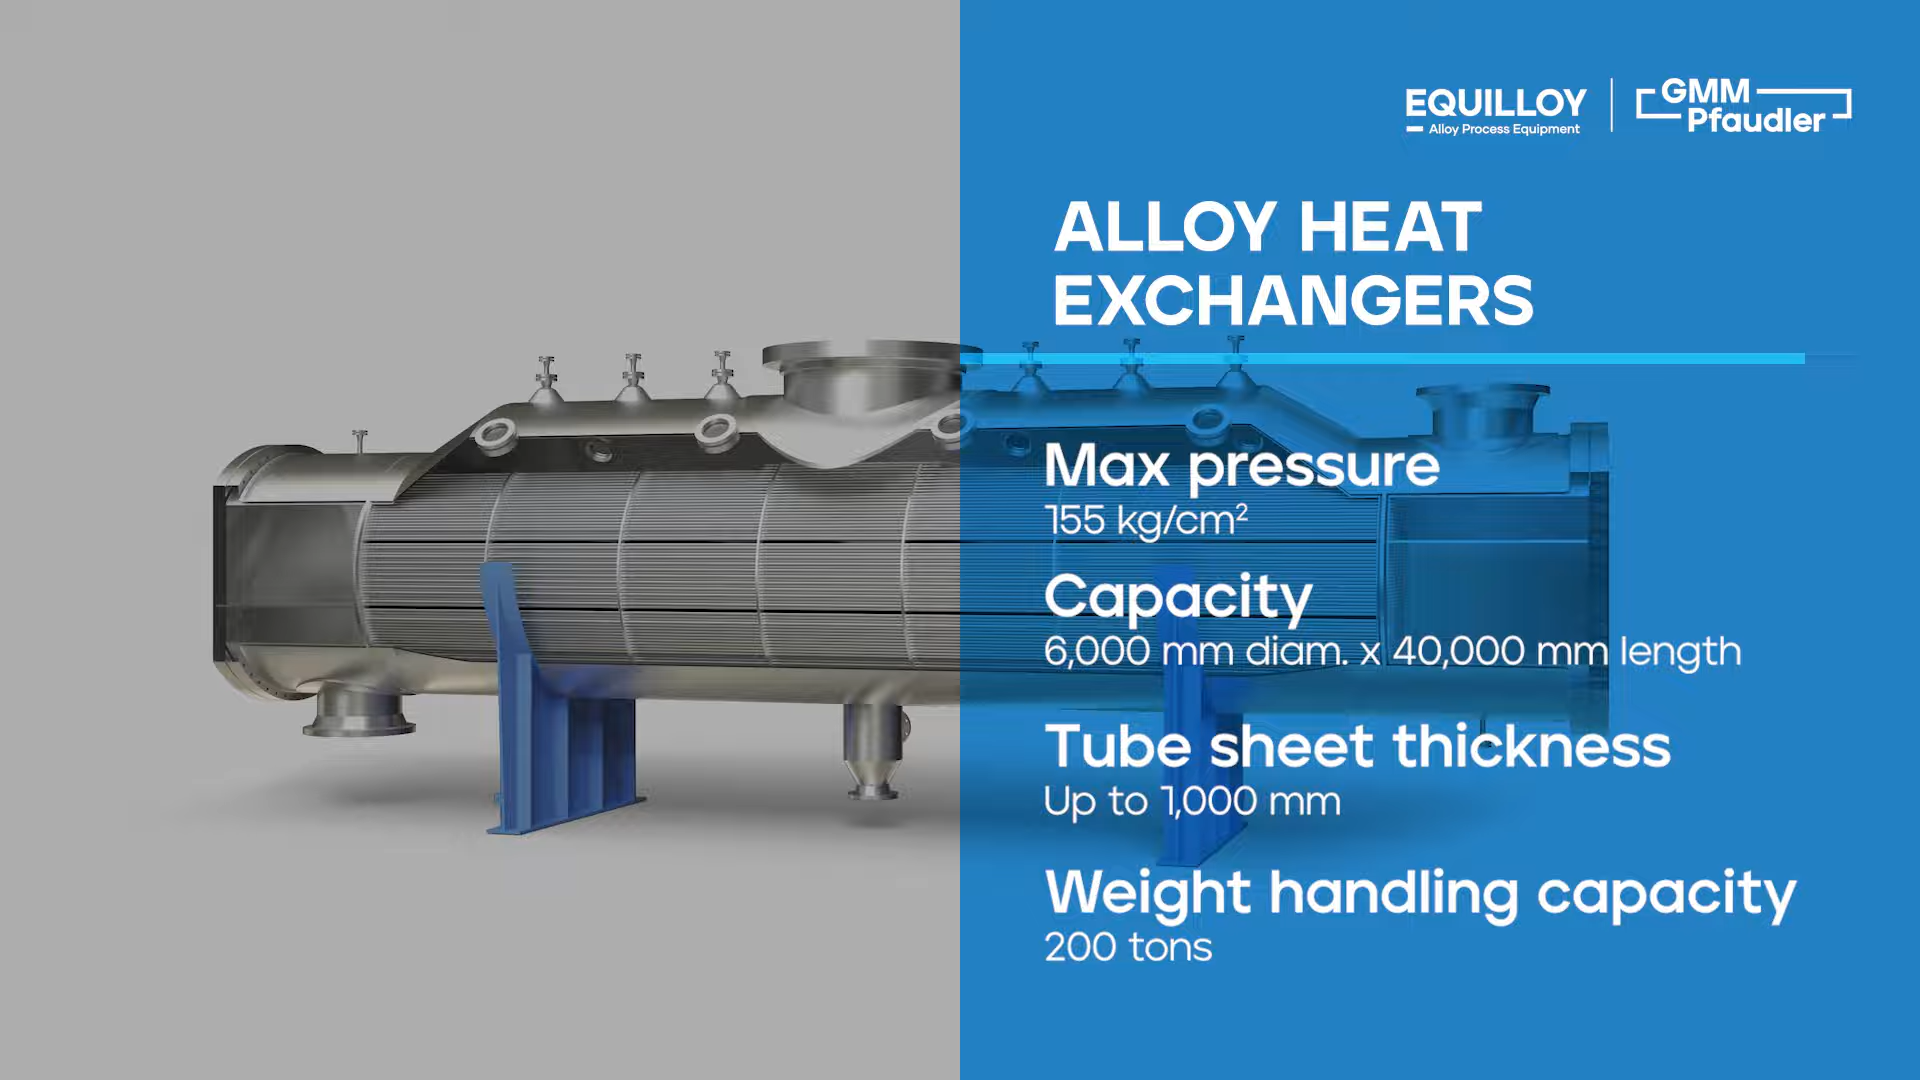 EQUILLOY
Alloy Process Equipment
GMM
Pfaudler
ALLOY HEAT
EXCHANGERS
Max pressure
155 kg/cm²
Capacity
6,000 mm diam. x 40,000 mm length
Tube sheet thickness
Up to 1,000 mm
Weight handling capacity
200 tons